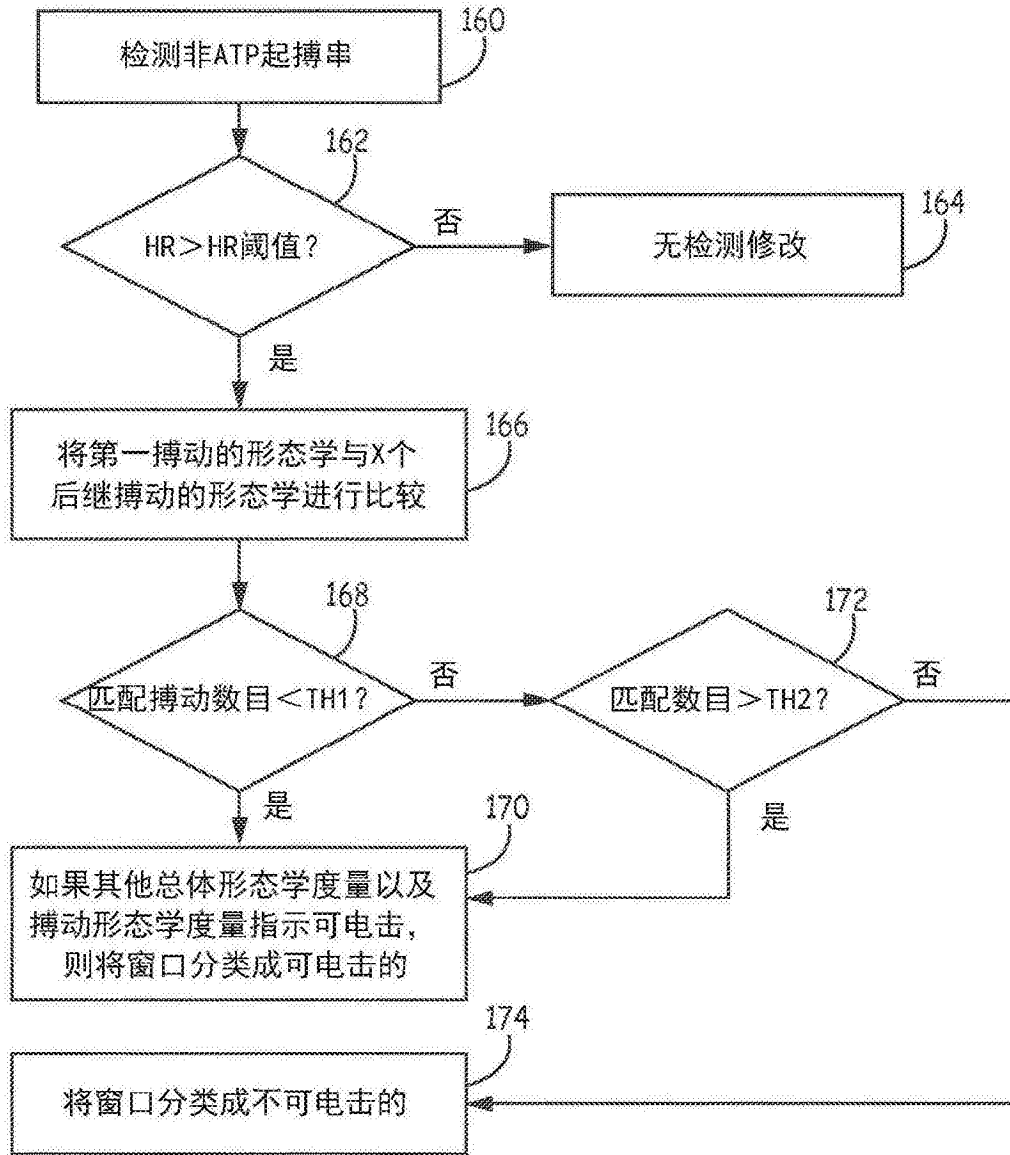 160
检测非ATP起搏串
162
HR＞HR阈值？
否
164
无检测修改
是
166
将第一搏动的形态学与X个
后继搏动的形态学进行比较
168
匹配搏动数目＜TH1？
否
172
匹配数目＞TH2？
否
是
是
170
如果其他总体形态学度量以及
搏动形态学度量指示可电击，
则将窗口分类成可电击的
174
将窗口分类成不可电击的